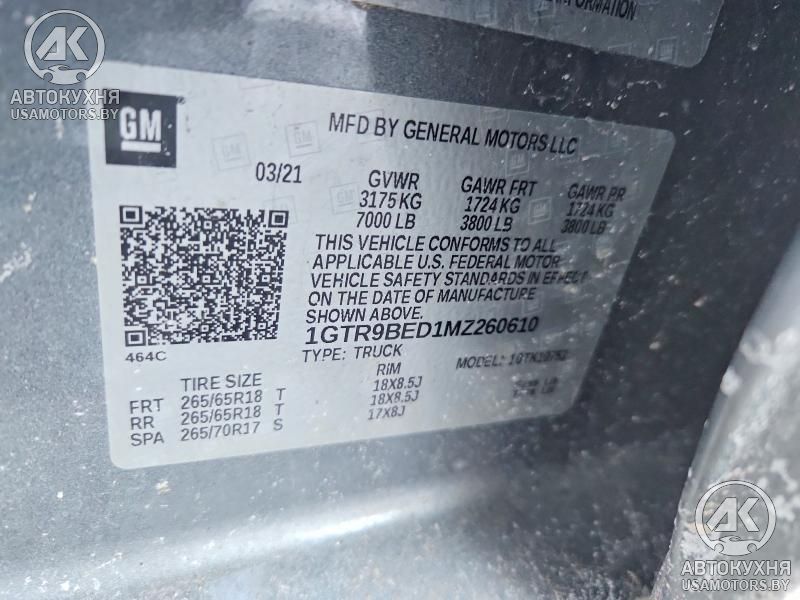 INFORMATION
АВТОКУХНЯ
USAMOTORS.BY
GM
MFD BY GENERAL MOTORS LLC
03/21
GVWR GAWR FRT GAWR RR
3175 KG 1724 KG 1724 KG
7000 LB 3800 LB 3800 LB
THIS VEHICLE CONFORMS TO ALL
APPLICABLE U.S. FEDERAL MOTOR
VEHICLE SAFETY STANDARDS IN EFFECT
ON THE DATE OF MANUFACTURE
SHOWN ABOVE.
1GTR9BED1MZ260610
464C
TYPE: TRUCK
MODEL:
TIRE SIZE RIM
FRT 265/65R18 T 18X8.5J
RR 265/65R18 T 18X8.5J
SPA 265/70R17 S 17X8J
АВТОКУХНЯ
USAMOTORS.BY